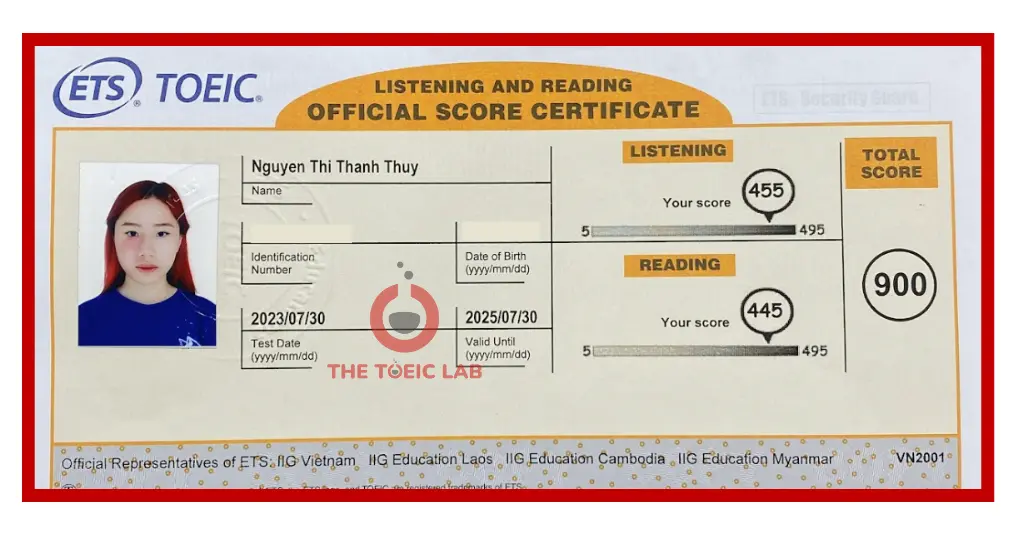 ETS® TOEIC®
LISTENING AND READING
OFFICIAL SCORE CERTIFICATE
ETS Security Guard
Nguyen Thi Thanh Thuy
Name
Identification
Number
Date of Birth
(yyyy/mm/dd)
2023/07/30
Test Date
(yyyy/mm/dd)
2025/07/30
Valid Until
(yyyy/mm/dd)
THE TOEIC LAB
LISTENING
Your score
455
5
495
READING
Your score
445
5
495
TOTAL
SCORE
900
Official Representatives of ETS: IIG Vietnam IIG Education Laos IIG Education Cambodia IIG Education Myanmar
VN2001
TOEIC are registered trademarks of ETS.